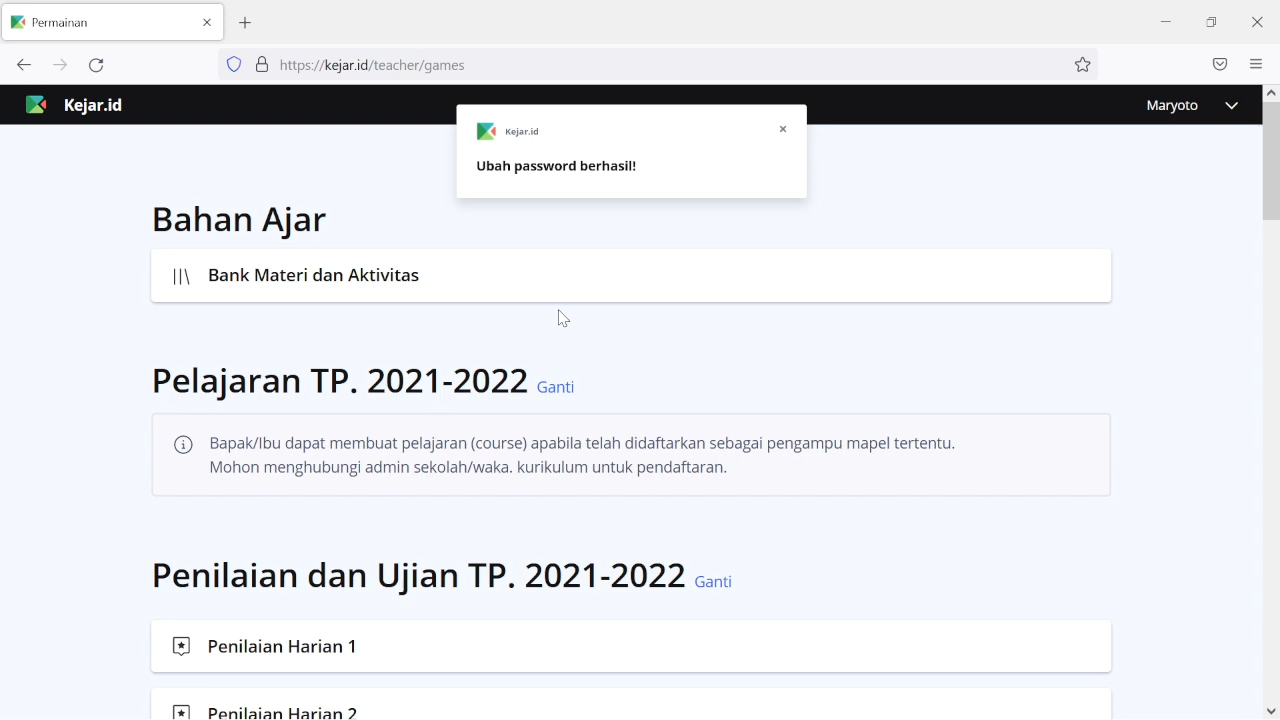 Permainan
https://kejar.id/teacher/games
Kejar.id
Maryoto
Kejar.id
Ubah password berhasil!
Bahan Ajar
Bank Materi dan Aktivitas
Pelajaran TP. 2021-2022 Ganti
Bapak/Ibu dapat membuat pelajaran (course) apabila telah didaftarkan sebagai pengampu mapel tertentu.
Mohon menghubungi admin sekolah/waka. kurikulum untuk pendaftaran.
Penilaian dan Ujian TP. 2021-2022 Ganti
Penilaian Harian 1
Penilaian Harian 2